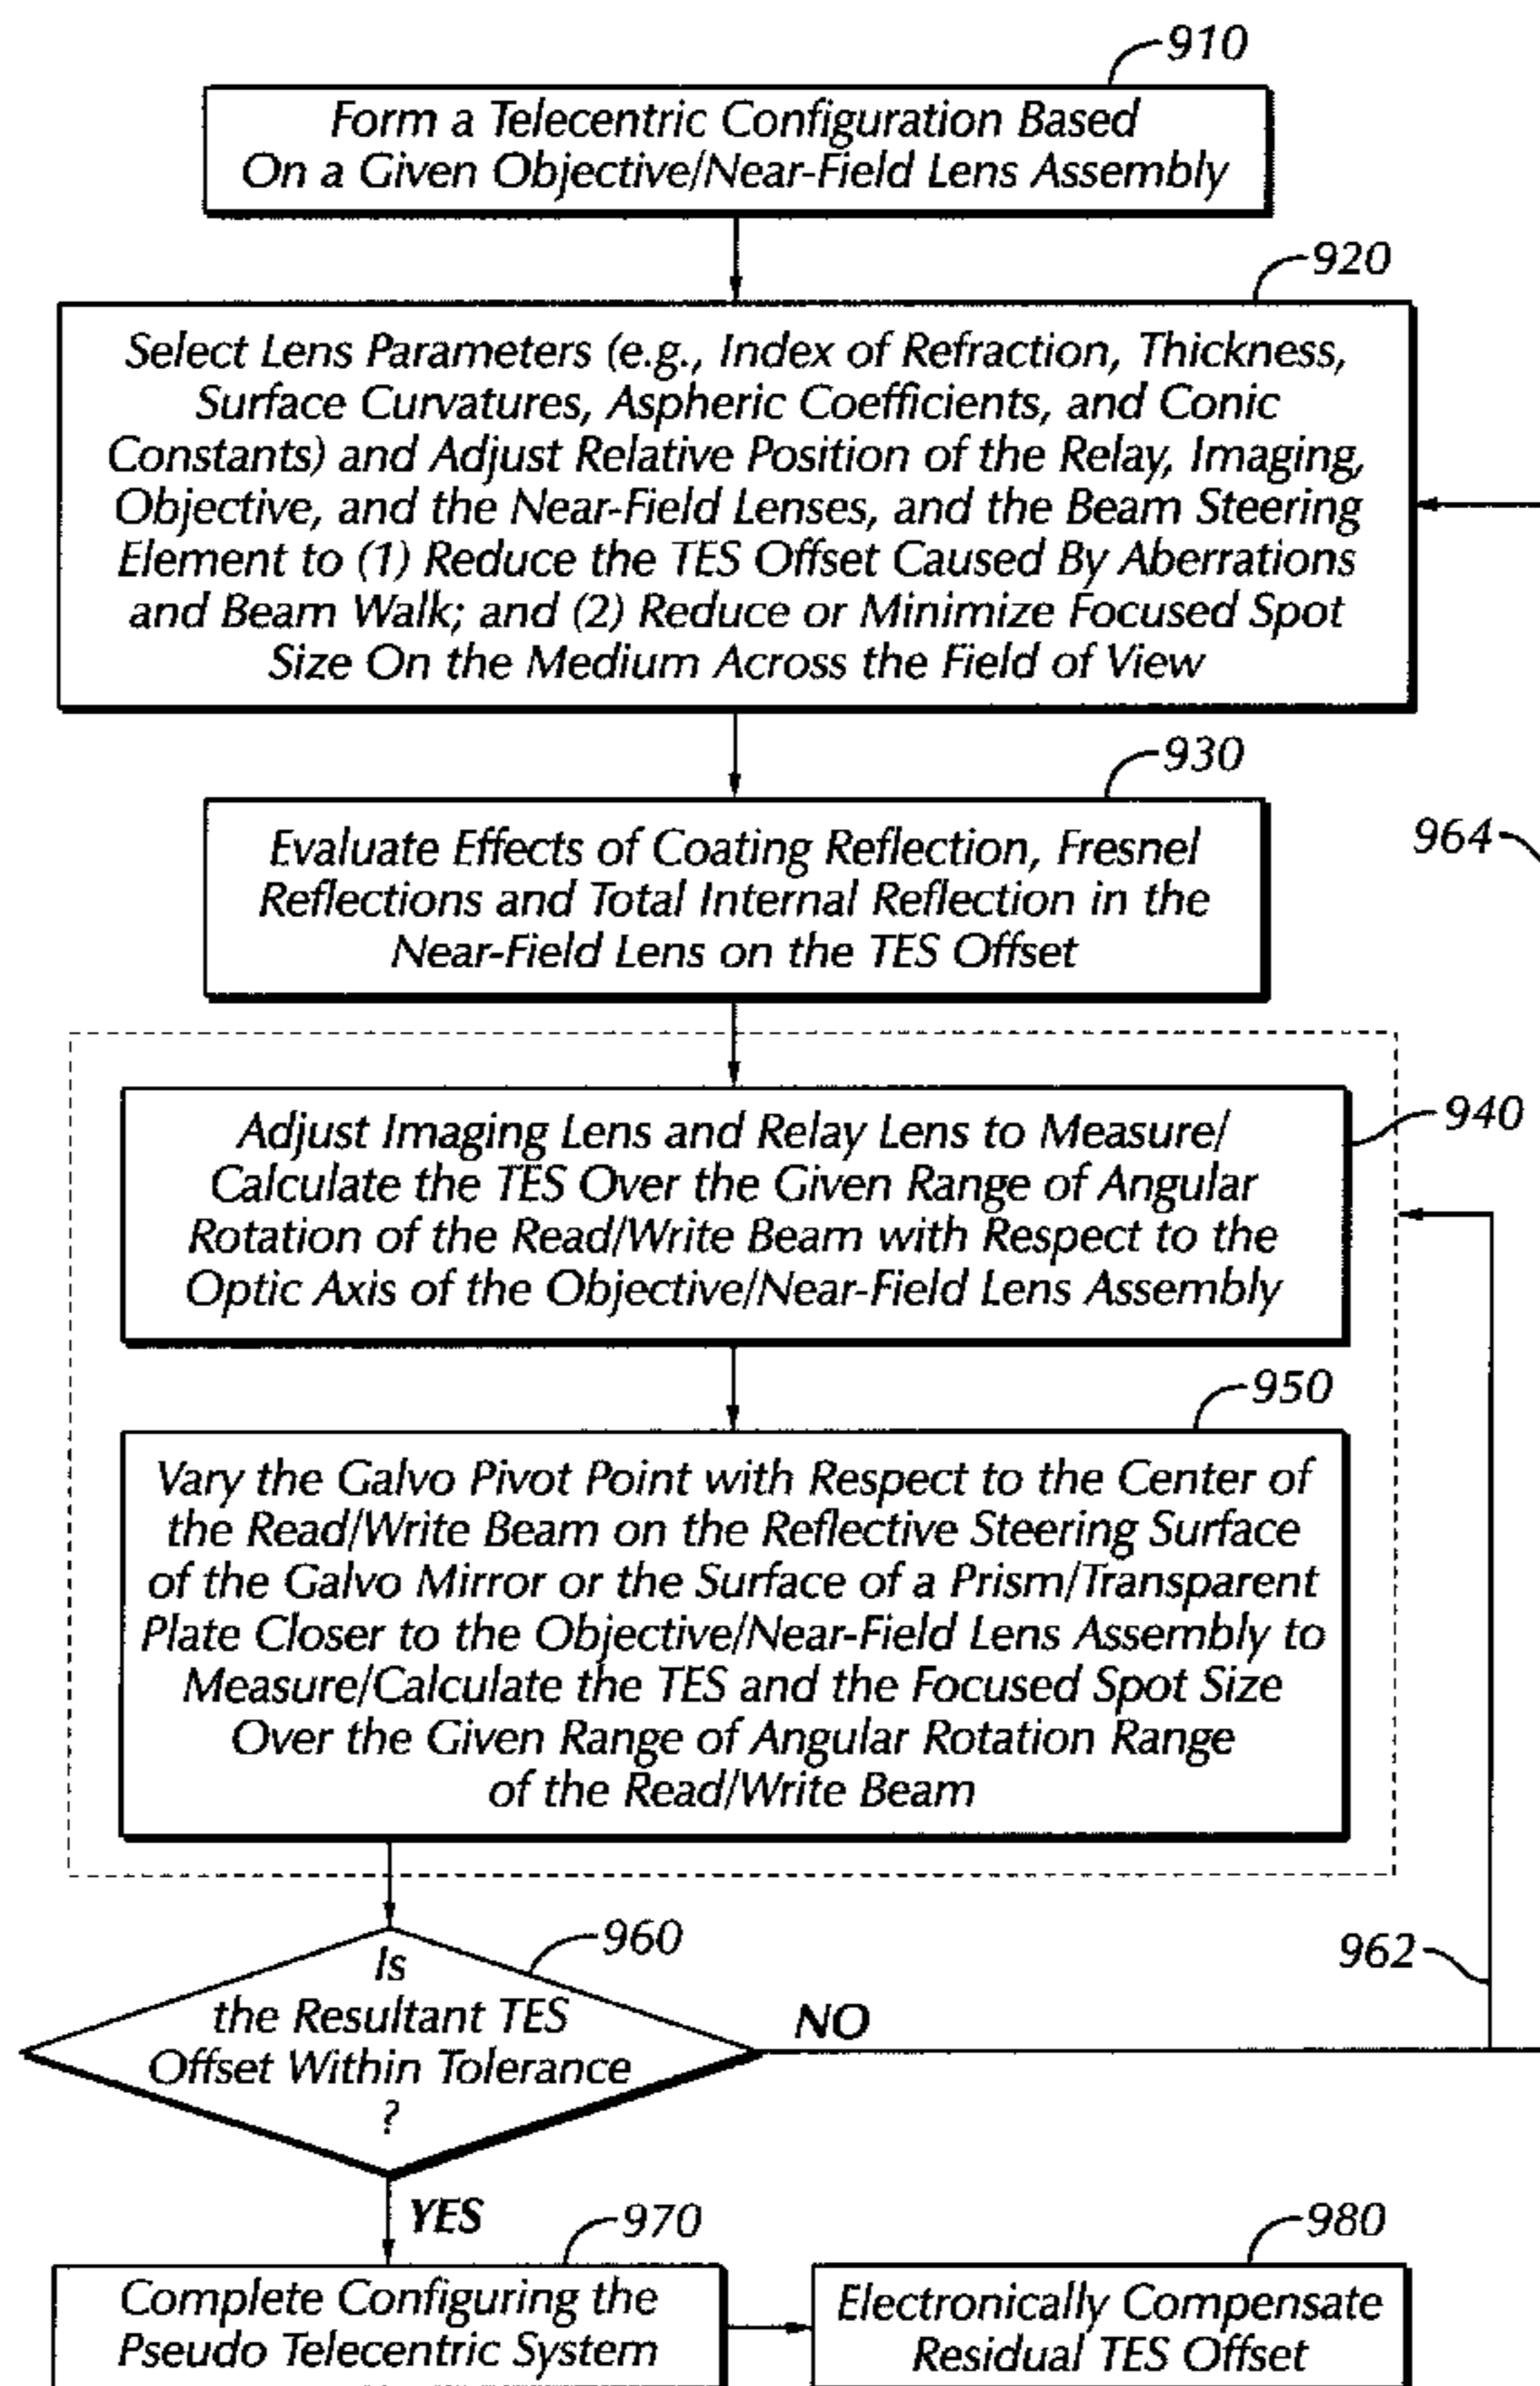 910
Form a Telecentric Configuration Based
On a Given Objective/Near-Field Lens Assembly
920
Select Lens Parameters (e.g., Index of Refraction, Thickness,
Surface Curvatures, Aspheric Coefficients, and Conic
Constants) and Adjust Relative Position of the Relay, Imaging,
Objective, and the Near-Field Lenses, and the Beam Steering
Element to (1) Reduce the TES Offset Caused By Aberrations
and Beam Walk; and (2) Reduce or Minimize Focused Spot
Size On the Medium Across the Field of View
930
Evaluate Effects of Coating Reflection, Fresnel
Reflections and Total Internal Reflection in the
Near-Field Lens on the TES Offset
964
940
Adjust Imaging Lens and Relay Lens to Measure/
Calculate the TES Over the Given Range of Angular
Rotation of the Read/Write Beam with Respect to the
Optic Axis of the Objective/Near-Field Lens Assembly
950
Vary the Galvo Pivot Point with Respect to the Center of
the Read/Write Beam on the Reflective Steering Surface
of the Galvo Mirror or the Surface of a Prism/Transparent
Plate Closer to the Objective/Near-Field Lens Assembly to
Measure/Calculate the TES and the Focused Spot Size
Over the Given Range of Angular Rotation Range
of the Read/Write Beam
960
Is
the Resultant TES
Offset Within Tolerance
?
NO
962
YES
970
Complete Configuring the
Pseudo Telecentric System
980
Electronically Compensate
Residual TES Offset